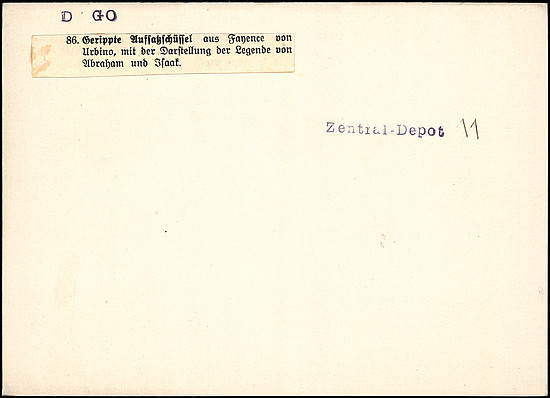 D GO
86. Gerippte Aufsatzschüssel aus Fayence von
Urbino, mit der Darstellung der Legende von
Abraham und Isaak.
Zentral-Depot 11